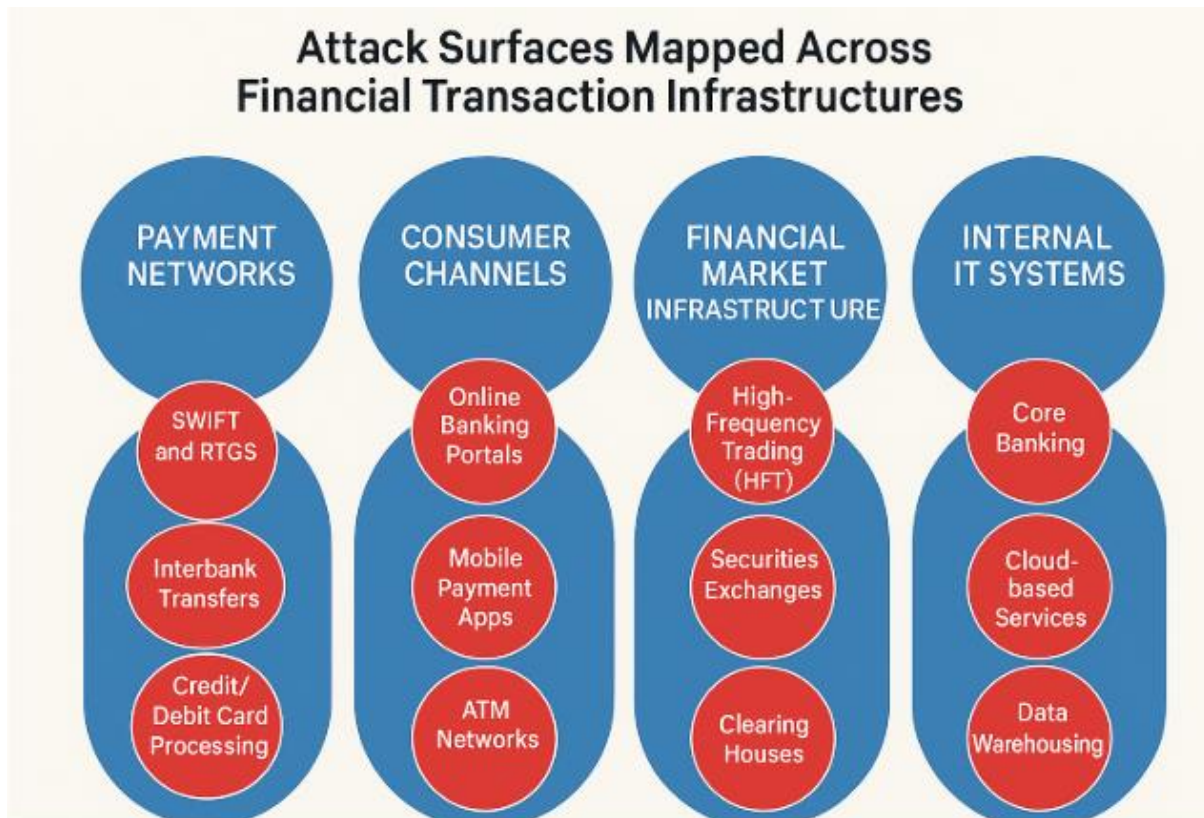 Attack Surfaces Mapped Across
Financial Transaction Infrastructures
PAYMENT
NETWORKS
SWIFT
and RTGS
Interbank
Transfers
Credit/
Debit Card
Processing
CONSUMER
CHANNELS
Online
Banking
Portals
Mobile
Payment
Apps
ATM
Networks
FINANCIAL
MARKET
INFRASTRUCTURE
High-
Frequency
Trading
(HFT)
Securities
Exchanges
Clearing
Houses
INTERNAL
IT SYSTEMS
Core
Banking
Cloud-
based
Services
Data
Warehousing